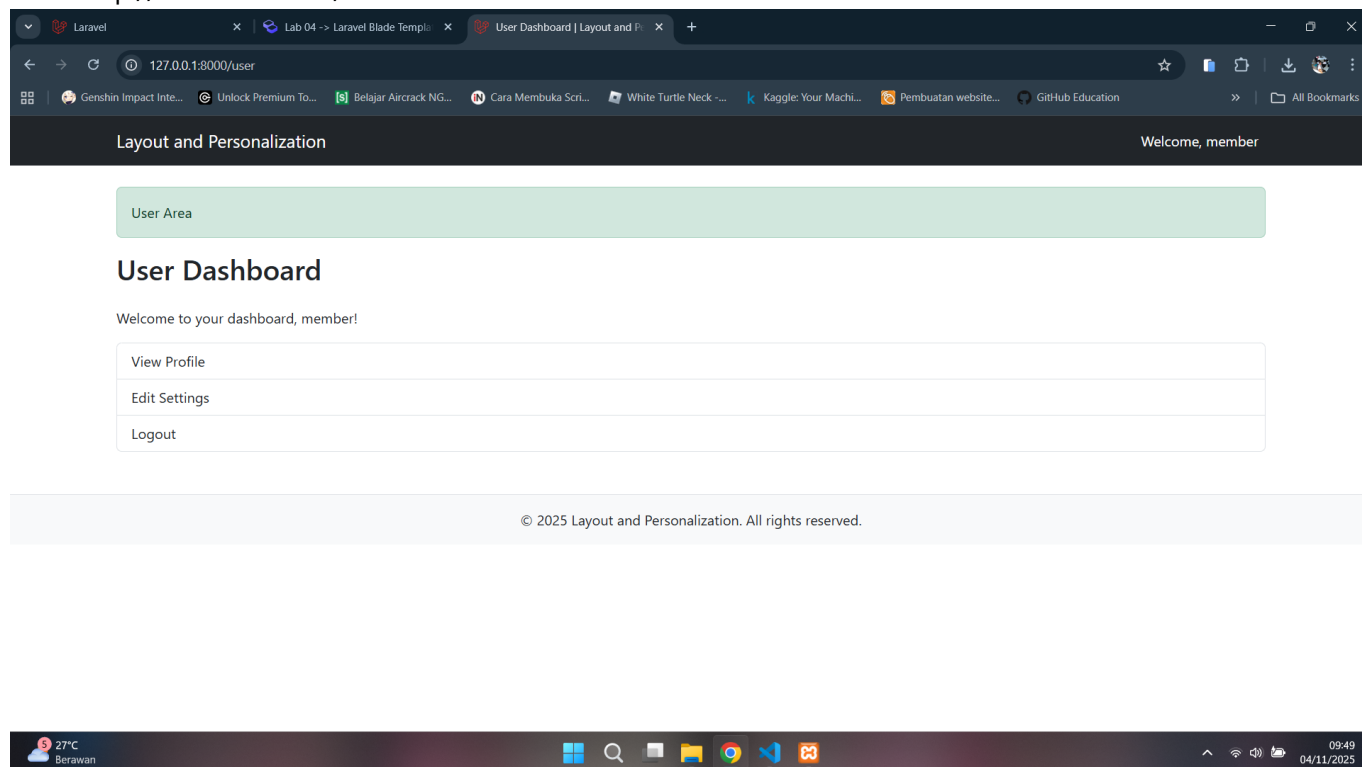 Laravel
Lab 04 -> Laravel Blade Templa
User Dashboard | Layout and P
127.0.0.1:8000/user
Genshin Impact Inte...
Unlock Premium To...
[S] Belajar Aircrack NG...
Cara Membuka Scri...
White Turtle Neck -...
k Kaggle: Your Machi...
Pembuatan website...
GitHub Education
» All Bookmarks
Layout and Personalization
Welcome, member
User Area
User Dashboard
Welcome to your dashboard, member!
View Profile
Edit Settings
Logout
© 2025 Layout and Personalization. All rights reserved.
5
27°C
Berawan
09:49
04/11/2025